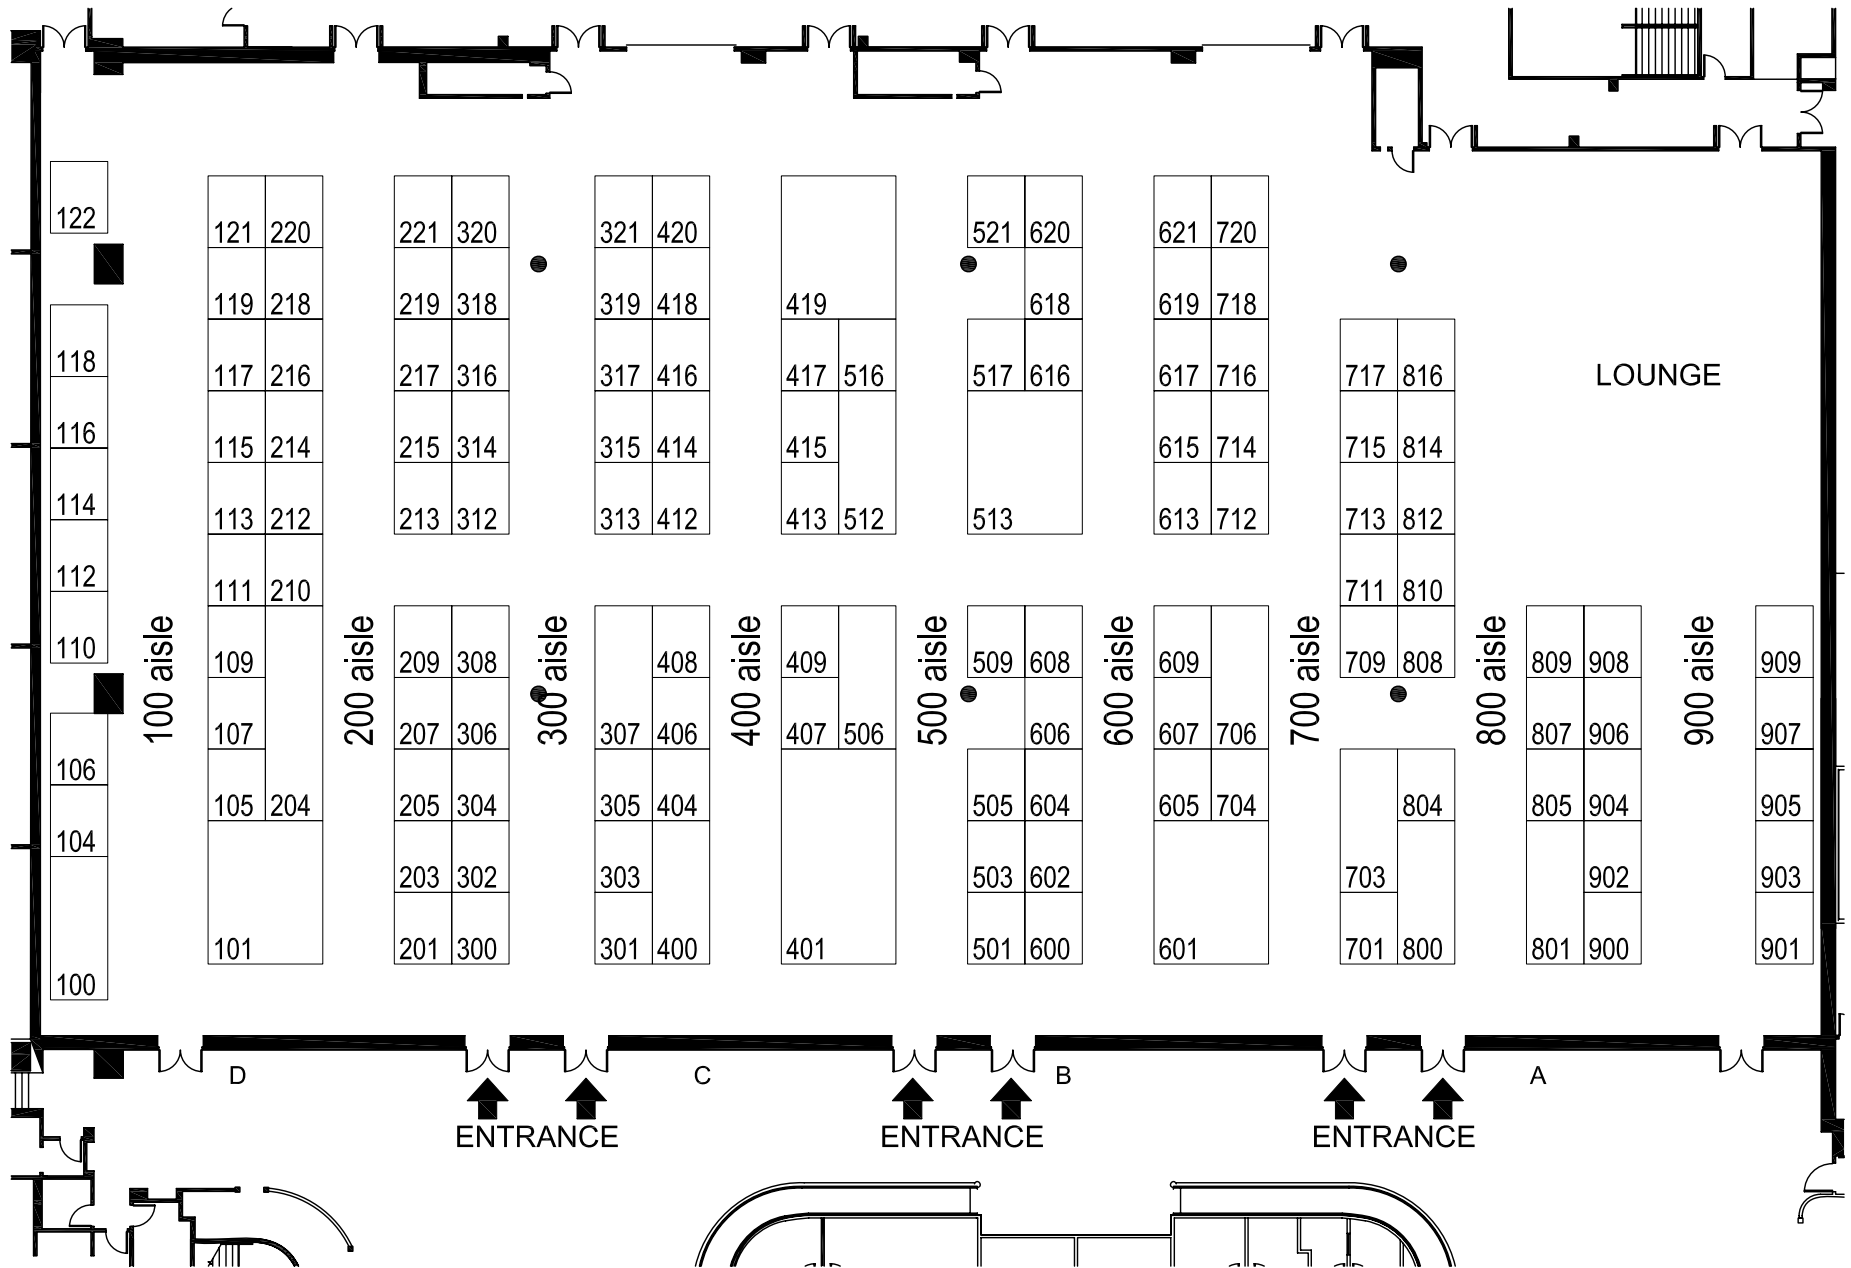 122
121 220 221 320 321 420 521 620 621 720
119 218 219 318 319 418 419 618 619 718
118 117 216 217 316 317 416 417 516 517 616 617 716 717 816 LOUNGE
116 115 214 215 314 315 414 415 615 714 715 814
114 113 212 213 312 313 412 413 512 513 613 712 713 812
112 111 210 711 810
110 109 209 308 408 409 509 608 609 709 808 809 908 909
100 aisle 200 aisle 300 aisle 400 aisle 500 aisle 600 aisle 700 aisle 800 aisle 900 aisle
107 207 306 307 406 407 506 606 607 706 807 906 907
106 105 204 205 304 305 404 505 604 605 704 804 805 904 905
104 203 302 303 503 602 703 902 903
101 201 300 301 400 401 501 600 601 701 800 801 900 901
100
D C B A
ENTRANCE ENTRANCE ENTRANCE